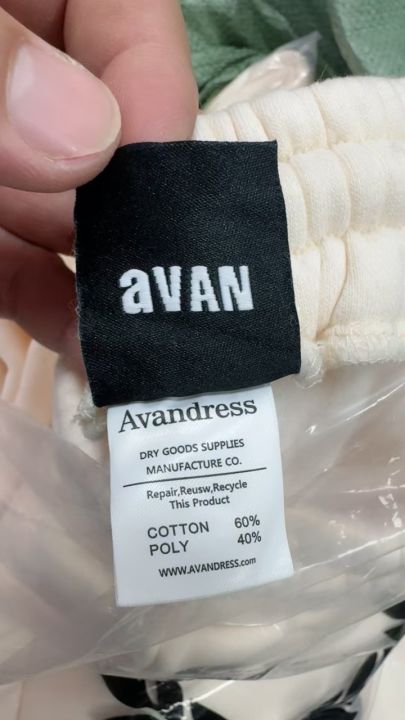 aVAN
Avandress
DRY GOODS SUPPLIES
MANUFACTURE CO.
Repair,Reusw,Recycle
This Product
COTTON 60%
POLY 40%
WWW.AVANDRESS.com